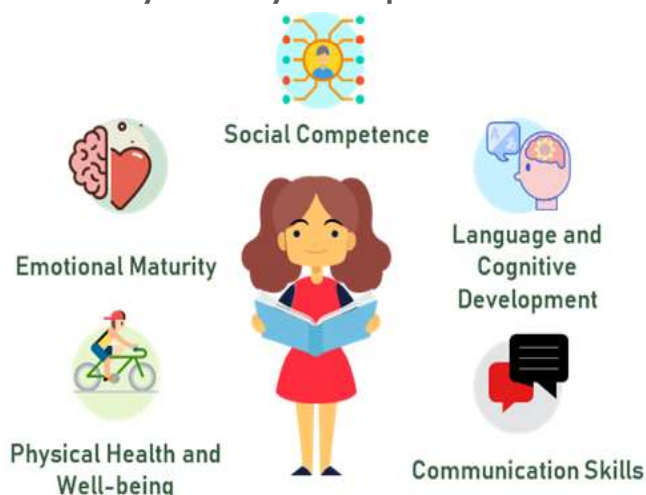 Social Competence
Emotional Maturity
Language and
Cognitive
Development
Physical Health and
Well-being
Communication Skills